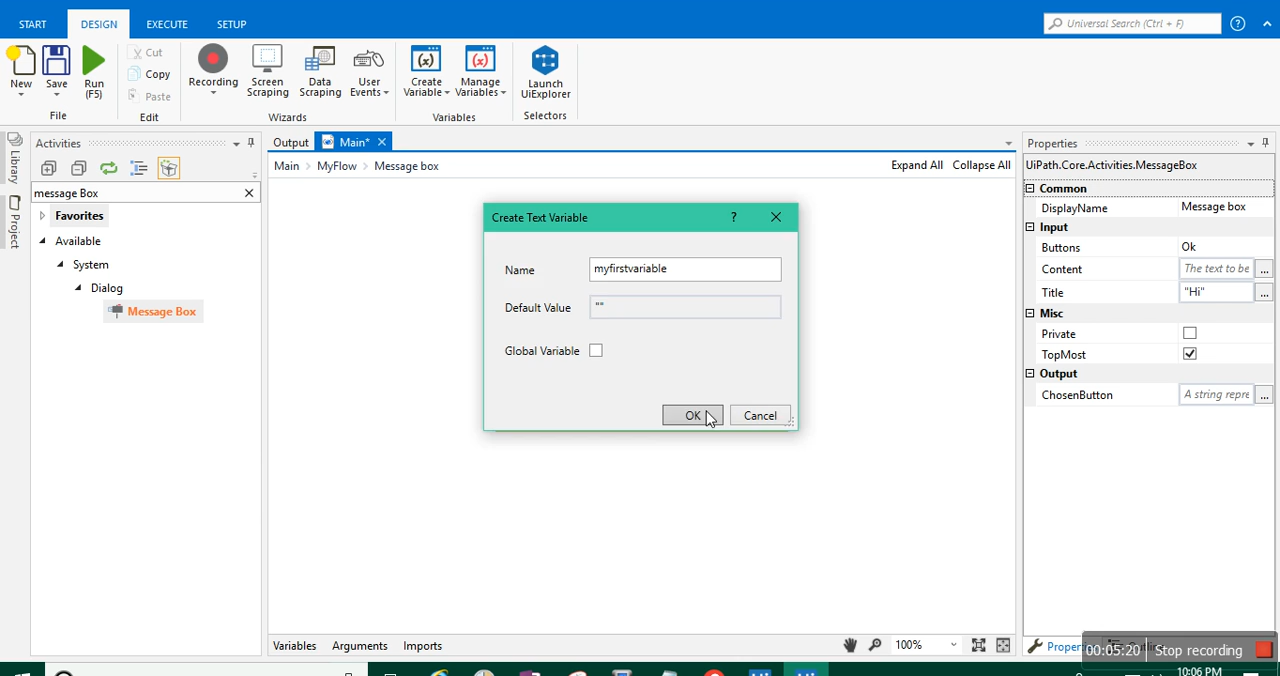 START DESIGN EXECUTE SETUP
Universal Search (Ctrl + F)
New Save Run (F5)
Cut
Copy
Paste
Recording Screen Scraping Data Scraping User Events
Create Variable Manage Variables
Launch UiExplorer
File Edit Wizards Variables Selectors
Library
Project
Activities
message Box
Favorites
Available
System
Dialog
Message Box
Output Main*
Main MyFlow Message box
Expand All Collapse All
Create Text Variable ?
Name myfirstvariable
Default Value ""
Global Variable
OK Cancel
Properties
UiPath.Core.Activities.MessageBox
Common
DisplayName Message box
Input
Buttons Ok
Content The text to be ...
Title "Hi" ...
Misc
Private
TopMost
Output
ChosenButton A string repre ...
Variables Arguments Imports
100%
00:05:20 Stop recording
10:06 PM